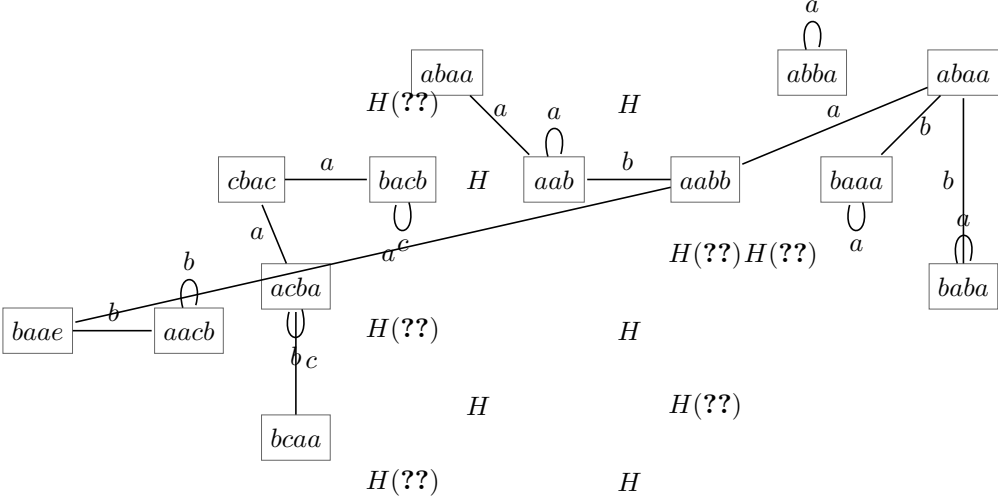 a
abaa abba abaa
H(??) a H a
a b
cbac a bacb H aab b aabb baaa b
a c a H(??) H(??) a a
b acba baba
baae b aacb H(??) H
b c
H H(??)
bcaa
H(??) H